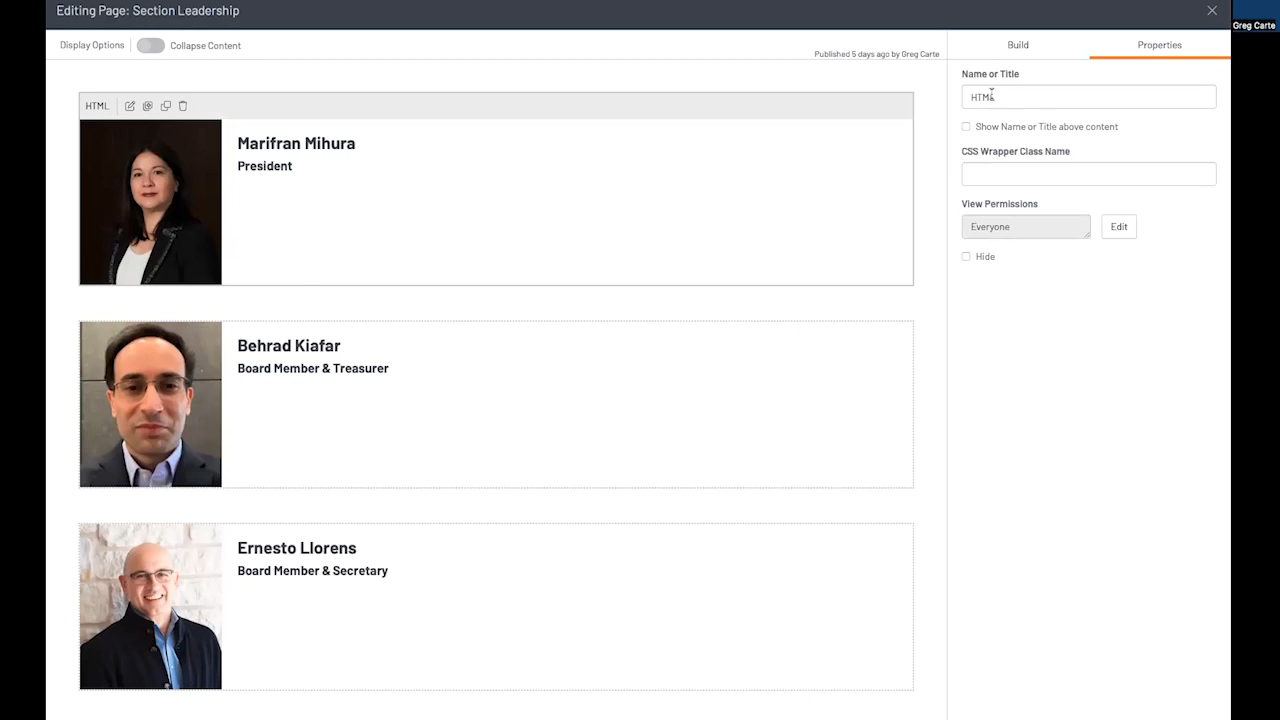 Editing Page: Section Leadership
Greg Carte
Display Options
Collapse Content
Published 5 days ago by Greg Carte
Build
Properties
Name or Title
HTML
Show Name or Title above content
CSS Wrapper Class Name
View Permissions
Everyone
Edit
Hide
HTML
Marifran Mihura
President
Behrad Kiafar
Board Member & Treasurer
Ernesto Llorens
Board Member & Secretary